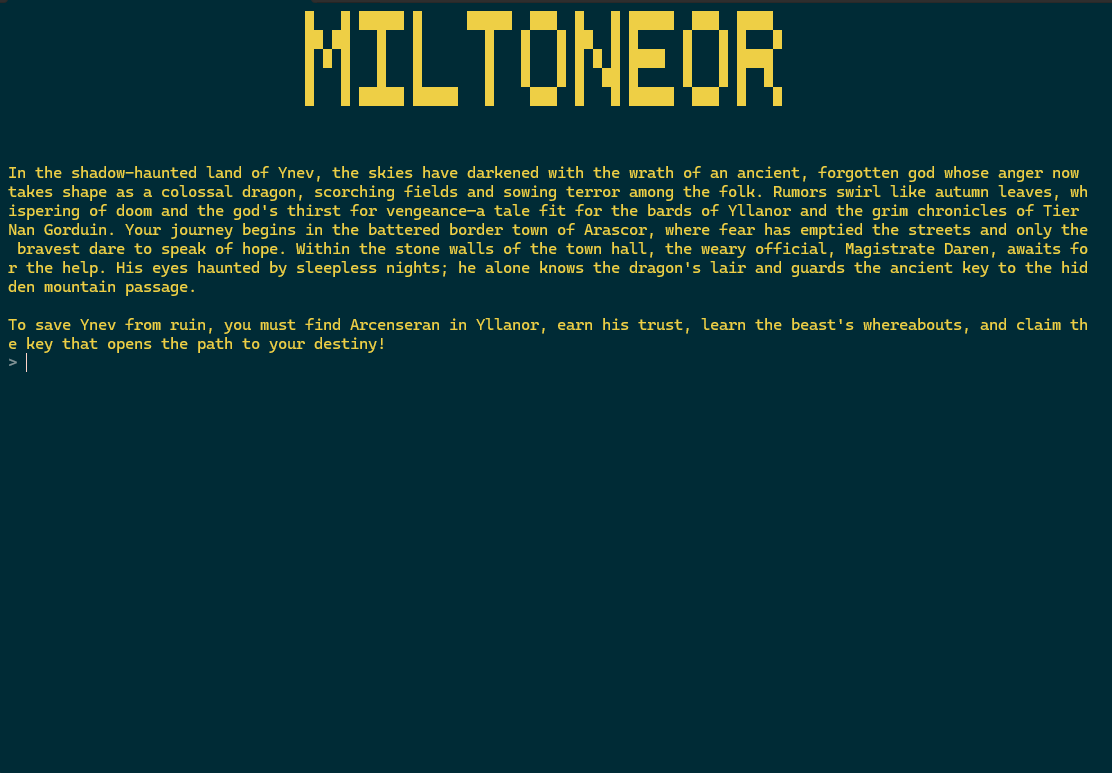 MILTONEOR
In the shadow-haunted land of Ynev, the skies have darkened with the wrath of an ancient, forgotten god whose anger now
takes shape as a colossal dragon, scorching fields and sowing terror among the folk. Rumors swirl like autumn leaves, wh
ispering of doom and the god's thirst for vengeance—a tale fit for the bards of Yllanor and the grim chronicles of Tier
Nan Gorduin. Your journey begins in the battered border town of Arascor, where fear has emptied the streets and only the
 bravest dare to speak of hope. Within the stone walls of the town hall, the weary official, Magistrate Daren, awaits fo
r the help. His eyes haunted by sleepless nights; he alone knows the dragon's lair and guards the ancient key to the hid
den mountain passage.
To save Ynev from ruin, you must find Arcenseran in Yllanor, earn his trust, learn the beast's whereabouts, and claim th
e key that opens the path to your destiny!
>